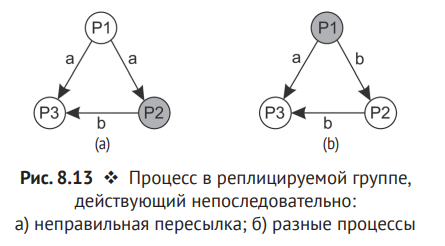 P1
P1
a
a
a
b
P3
P2
P3
P2
b
b
(a)
(b)
Рис. 8.13 ❖ Процесс в реплицируемой группе,
действующий непоследовательно:
а) неправильная пересылка; б) разные процессы